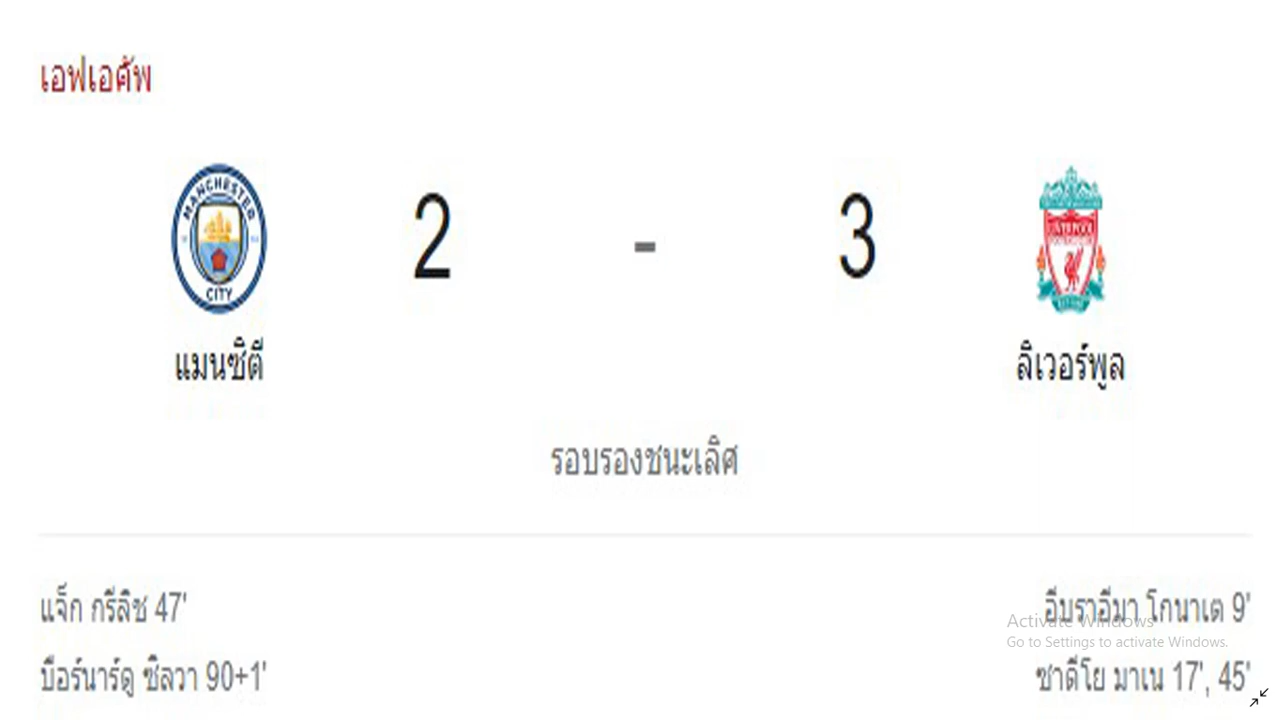 เอฟเอคัพ
MANCHESTER CITY
LIVERPOOL
2 - 3
แมนซิตี
ลิเวอร์พูล
รอบรองชนะเลิศ
แจ็ก กรีลิช 47'
อีบราอีมา โกนาเต 9'
Activate Windows
Go to Settings to activate Windows.
บือร์นาร์ดู ซิลวา 90+1'
ซาดีโย มาเน 17', 45'